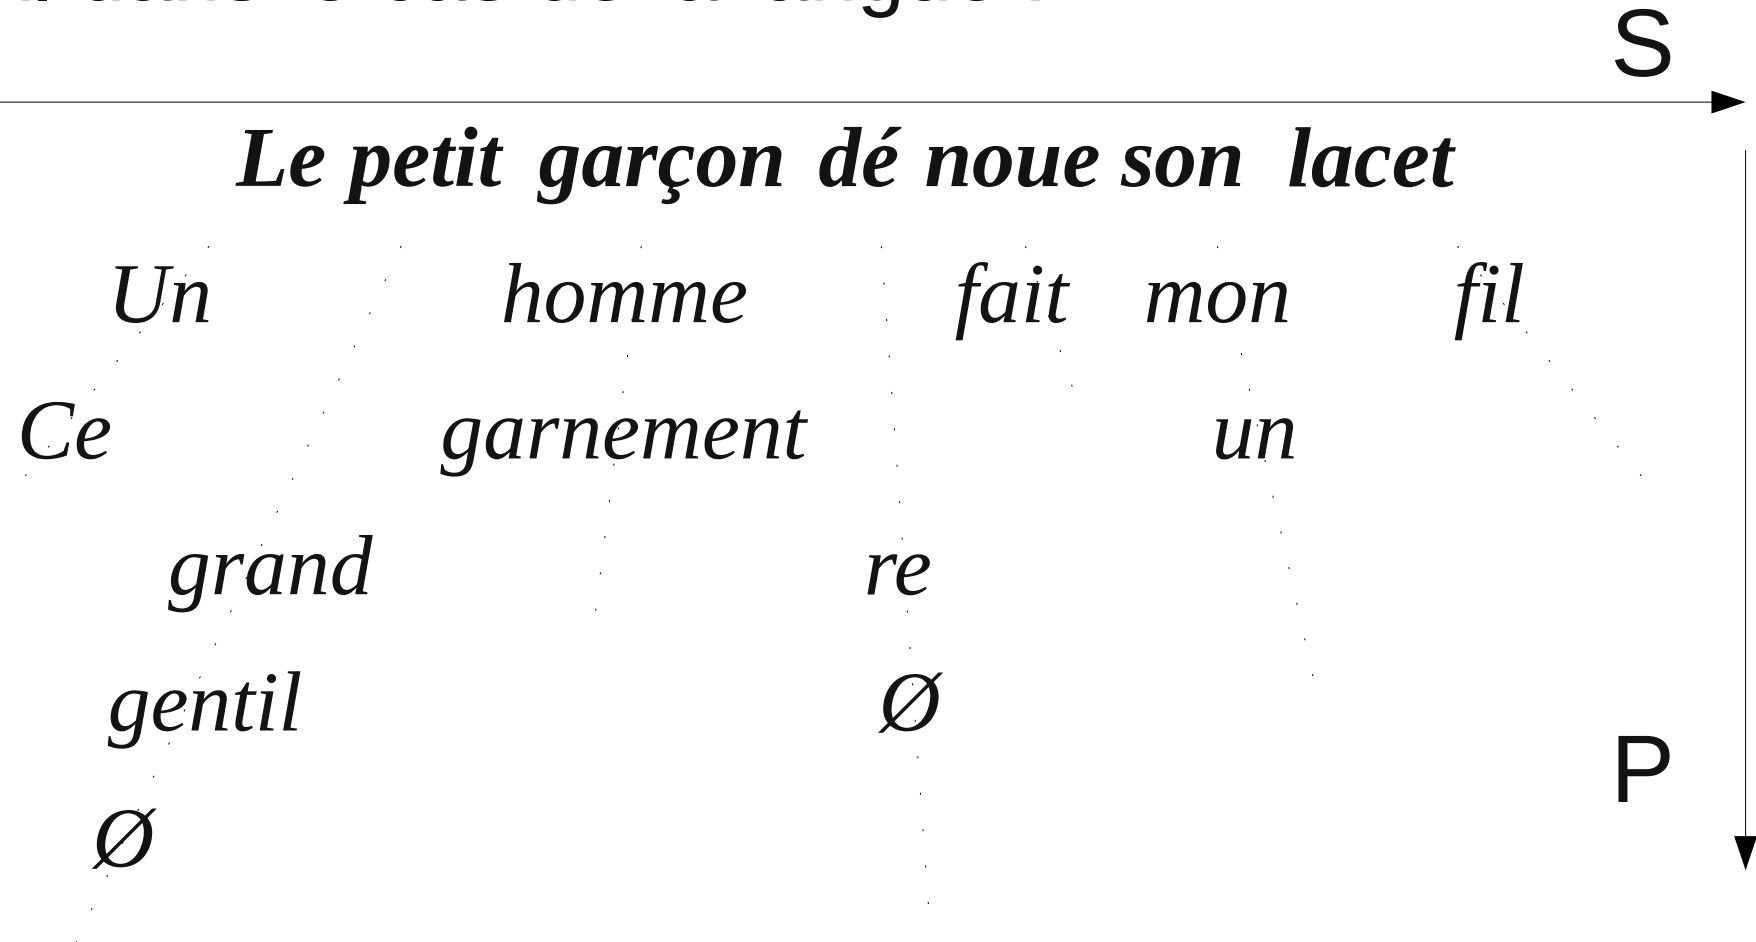 S
Le petit garçon dé noue son lacet
Un homme fait mon fil
Ce garnement un
grand re
gentil Ø
P
Ø